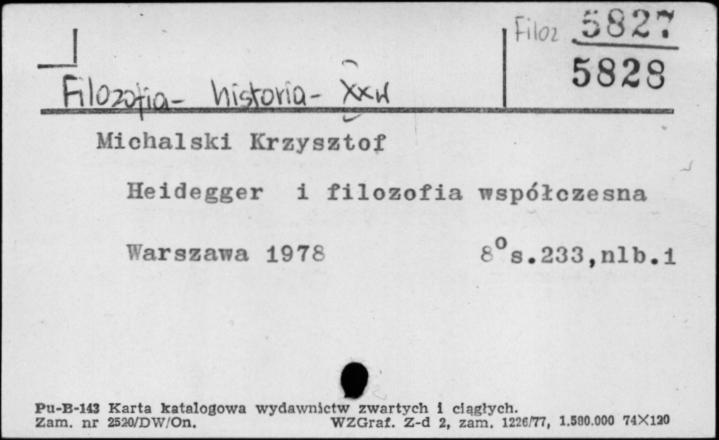 Filoz 5827
5828
Filozofia - historia - XXw
Michalski Krzysztof
Heidegger i filozofia współczesna
Warszawa 1978 8° s.233,nlb.1
Pu-B-143 Karta katalogowa wydawnictw zwartych i ciągłych.
Zam. nr 2520/DW/On. WZGraf. Z-d 2, zam. 1226/77, 1.500.000 74X120